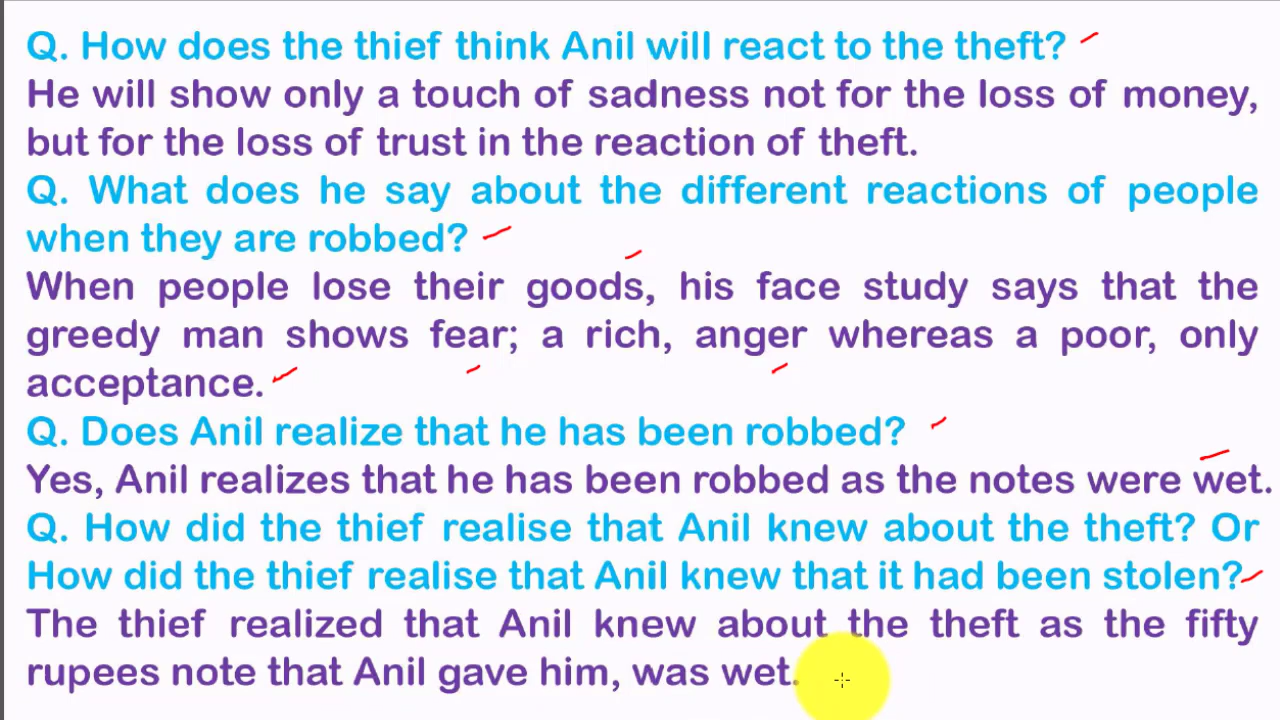 Q. How does the thief think Anil will react to the theft?
He will show only a touch of sadness not for the loss of money,
but for the loss of trust in the reaction of theft.
Q. What does he say about the different reactions of people
when they are robbed?
When people lose their goods, his face study says that the
greedy man shows fear; a rich, anger whereas a poor, only
acceptance.
Q. Does Anil realize that he has been robbed?
Yes, Anil realizes that he has been robbed as the notes were wet.
Q. How did the thief realise that Anil knew about the theft? Or
How did the thief realise that Anil knew that it had been stolen?
The thief realized that Anil knew about the theft as the fifty
rupees note that Anil gave him, was wet.